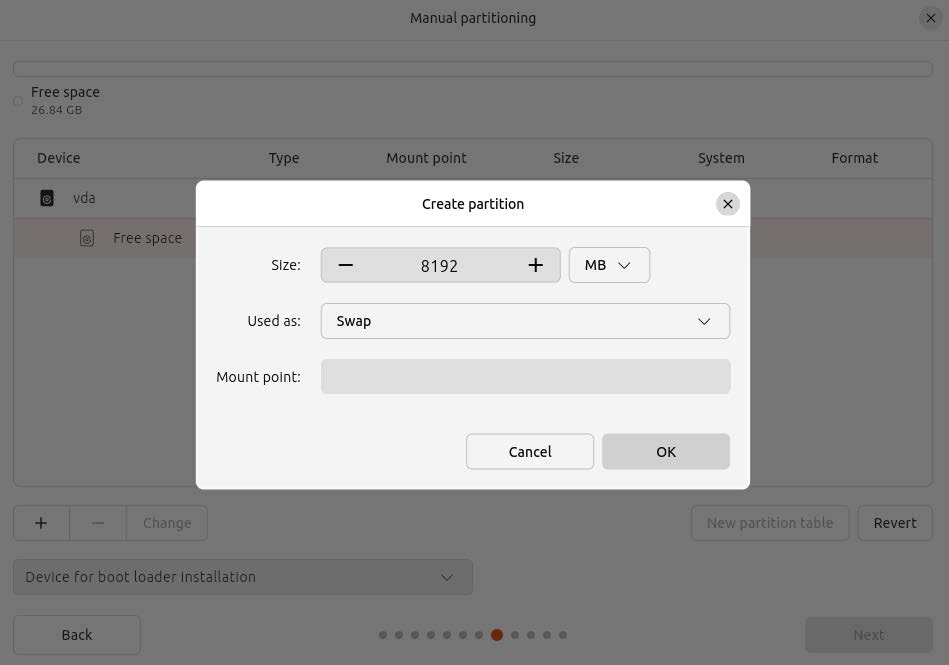 Manual partitioning
Free space
26.84 GB
Device Type Mount point Size System Format
vda
Free space
Create partition
Size: 8192 MB
Used as: Swap
Mount point:
Cancel OK
Change New partition table Revert
Device for boot loader installation
Back Next